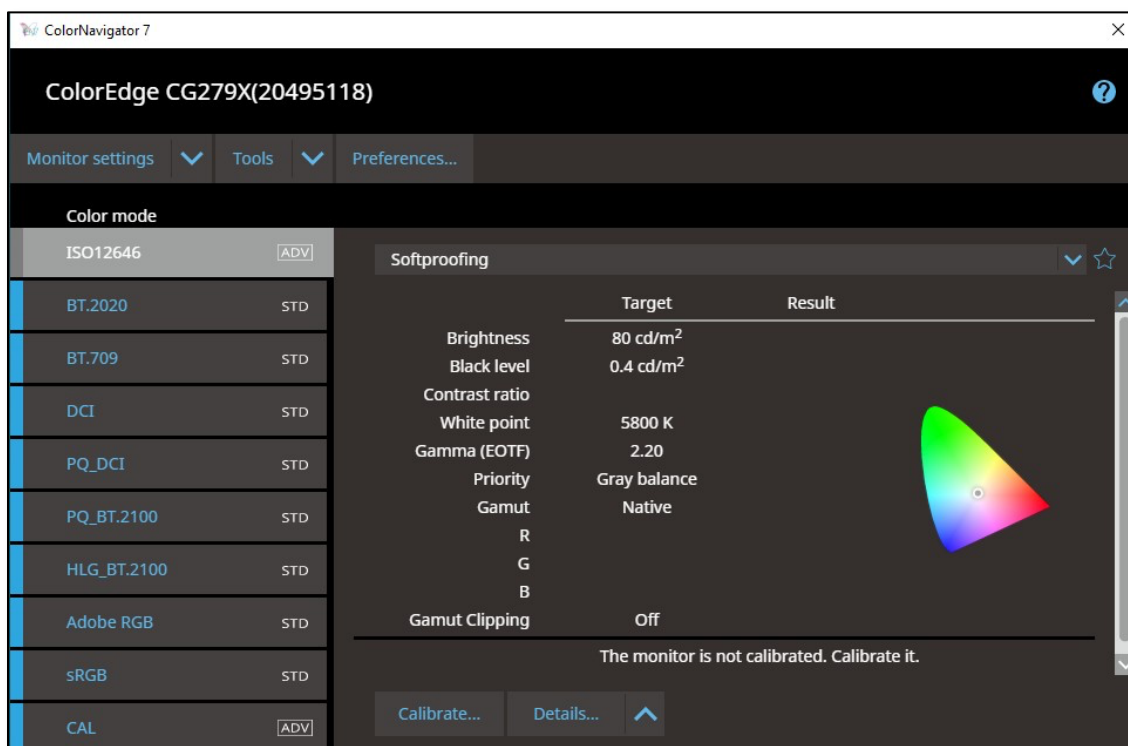 ColorNavigator 7
ColorEdge CG279X(20495118)
Monitor settings Tools Preferences...
Color mode
ISO12646 ADV
BT.2020 STD
BT.709 STD
DCI STD
PQ_DCI STD
PQ_BT.2100 STD
HLG_BT.2100 STD
Adobe RGB STD
sRGB STD
CAL ADV
Softproofing
Target Result
Brightness 80 cd/m²
Black level 0.4 cd/m²
Contrast ratio
White point 5800 K
Gamma (EOTF) 2.20
Priority Gray balance
Gamut Native
R
G
B
Gamut Clipping Off
The monitor is not calibrated. Calibrate it.
Calibrate... Details...